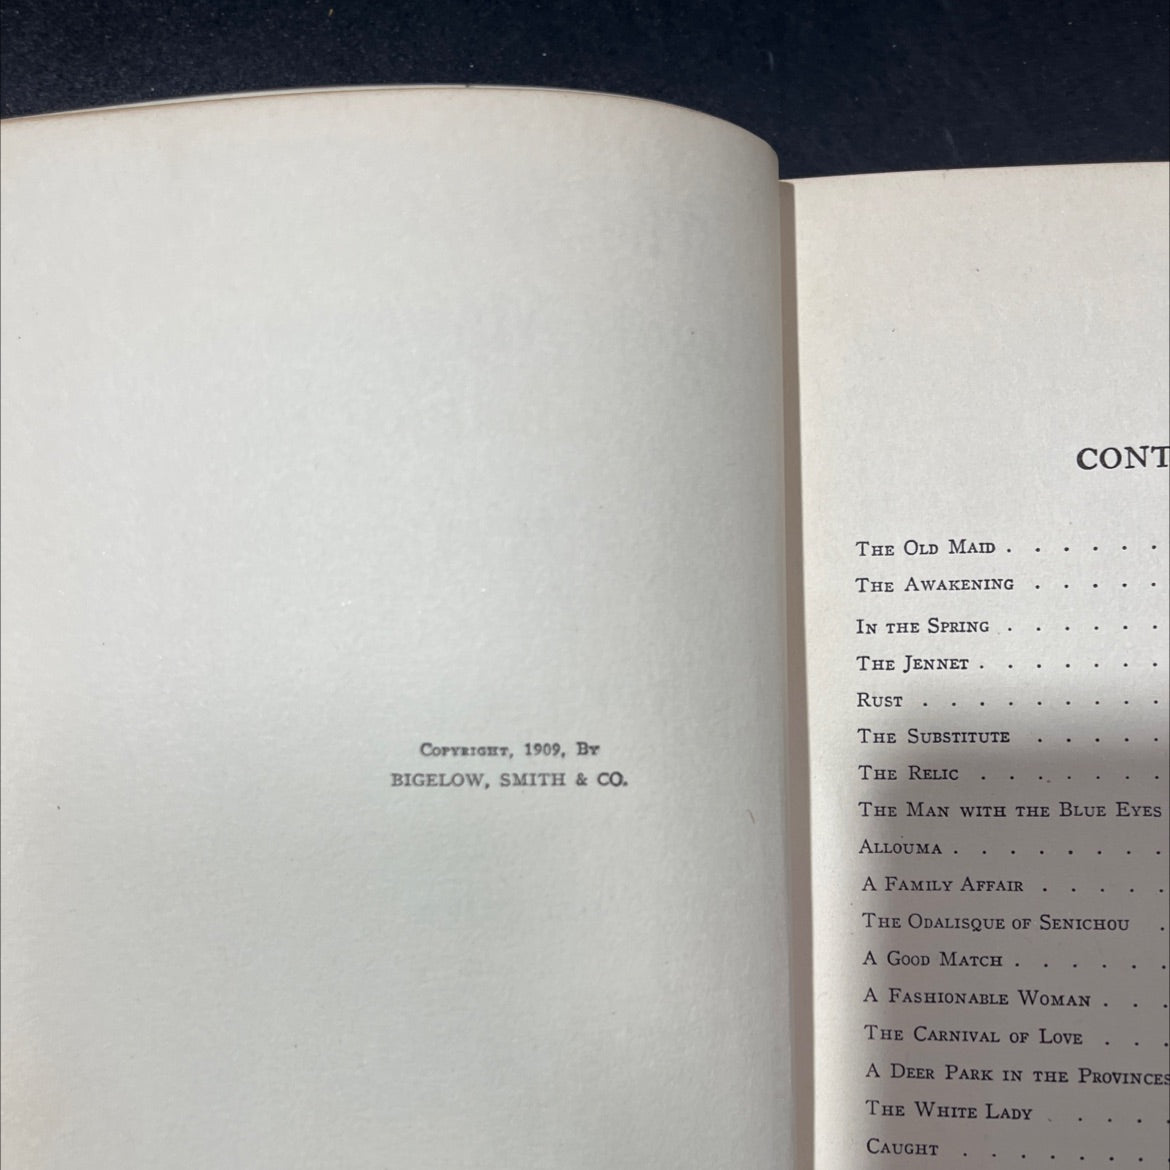 Copyright, 1909, By
BIGELOW, SMITH & CO.
CONT
The Old Maid . . . . . .
The Awakening . . . . .
In the Spring . . . . . .
The Jennet . . . . . . .
Rust . . . . . . . . .
The Substitute . . . . .
The Relic . . . . . . .
The Man with the Blue Eyes
Allouma . . . . . . . .
A Family Affair . . . . .
The Odalisque of Senichou .
A Good Match . . . . . .
A Fashionable Woman . . .
The Carnival of Love . . .
A Deer Park in the Provinces
The White Lady . . . . .
Caught . . . . . . . .